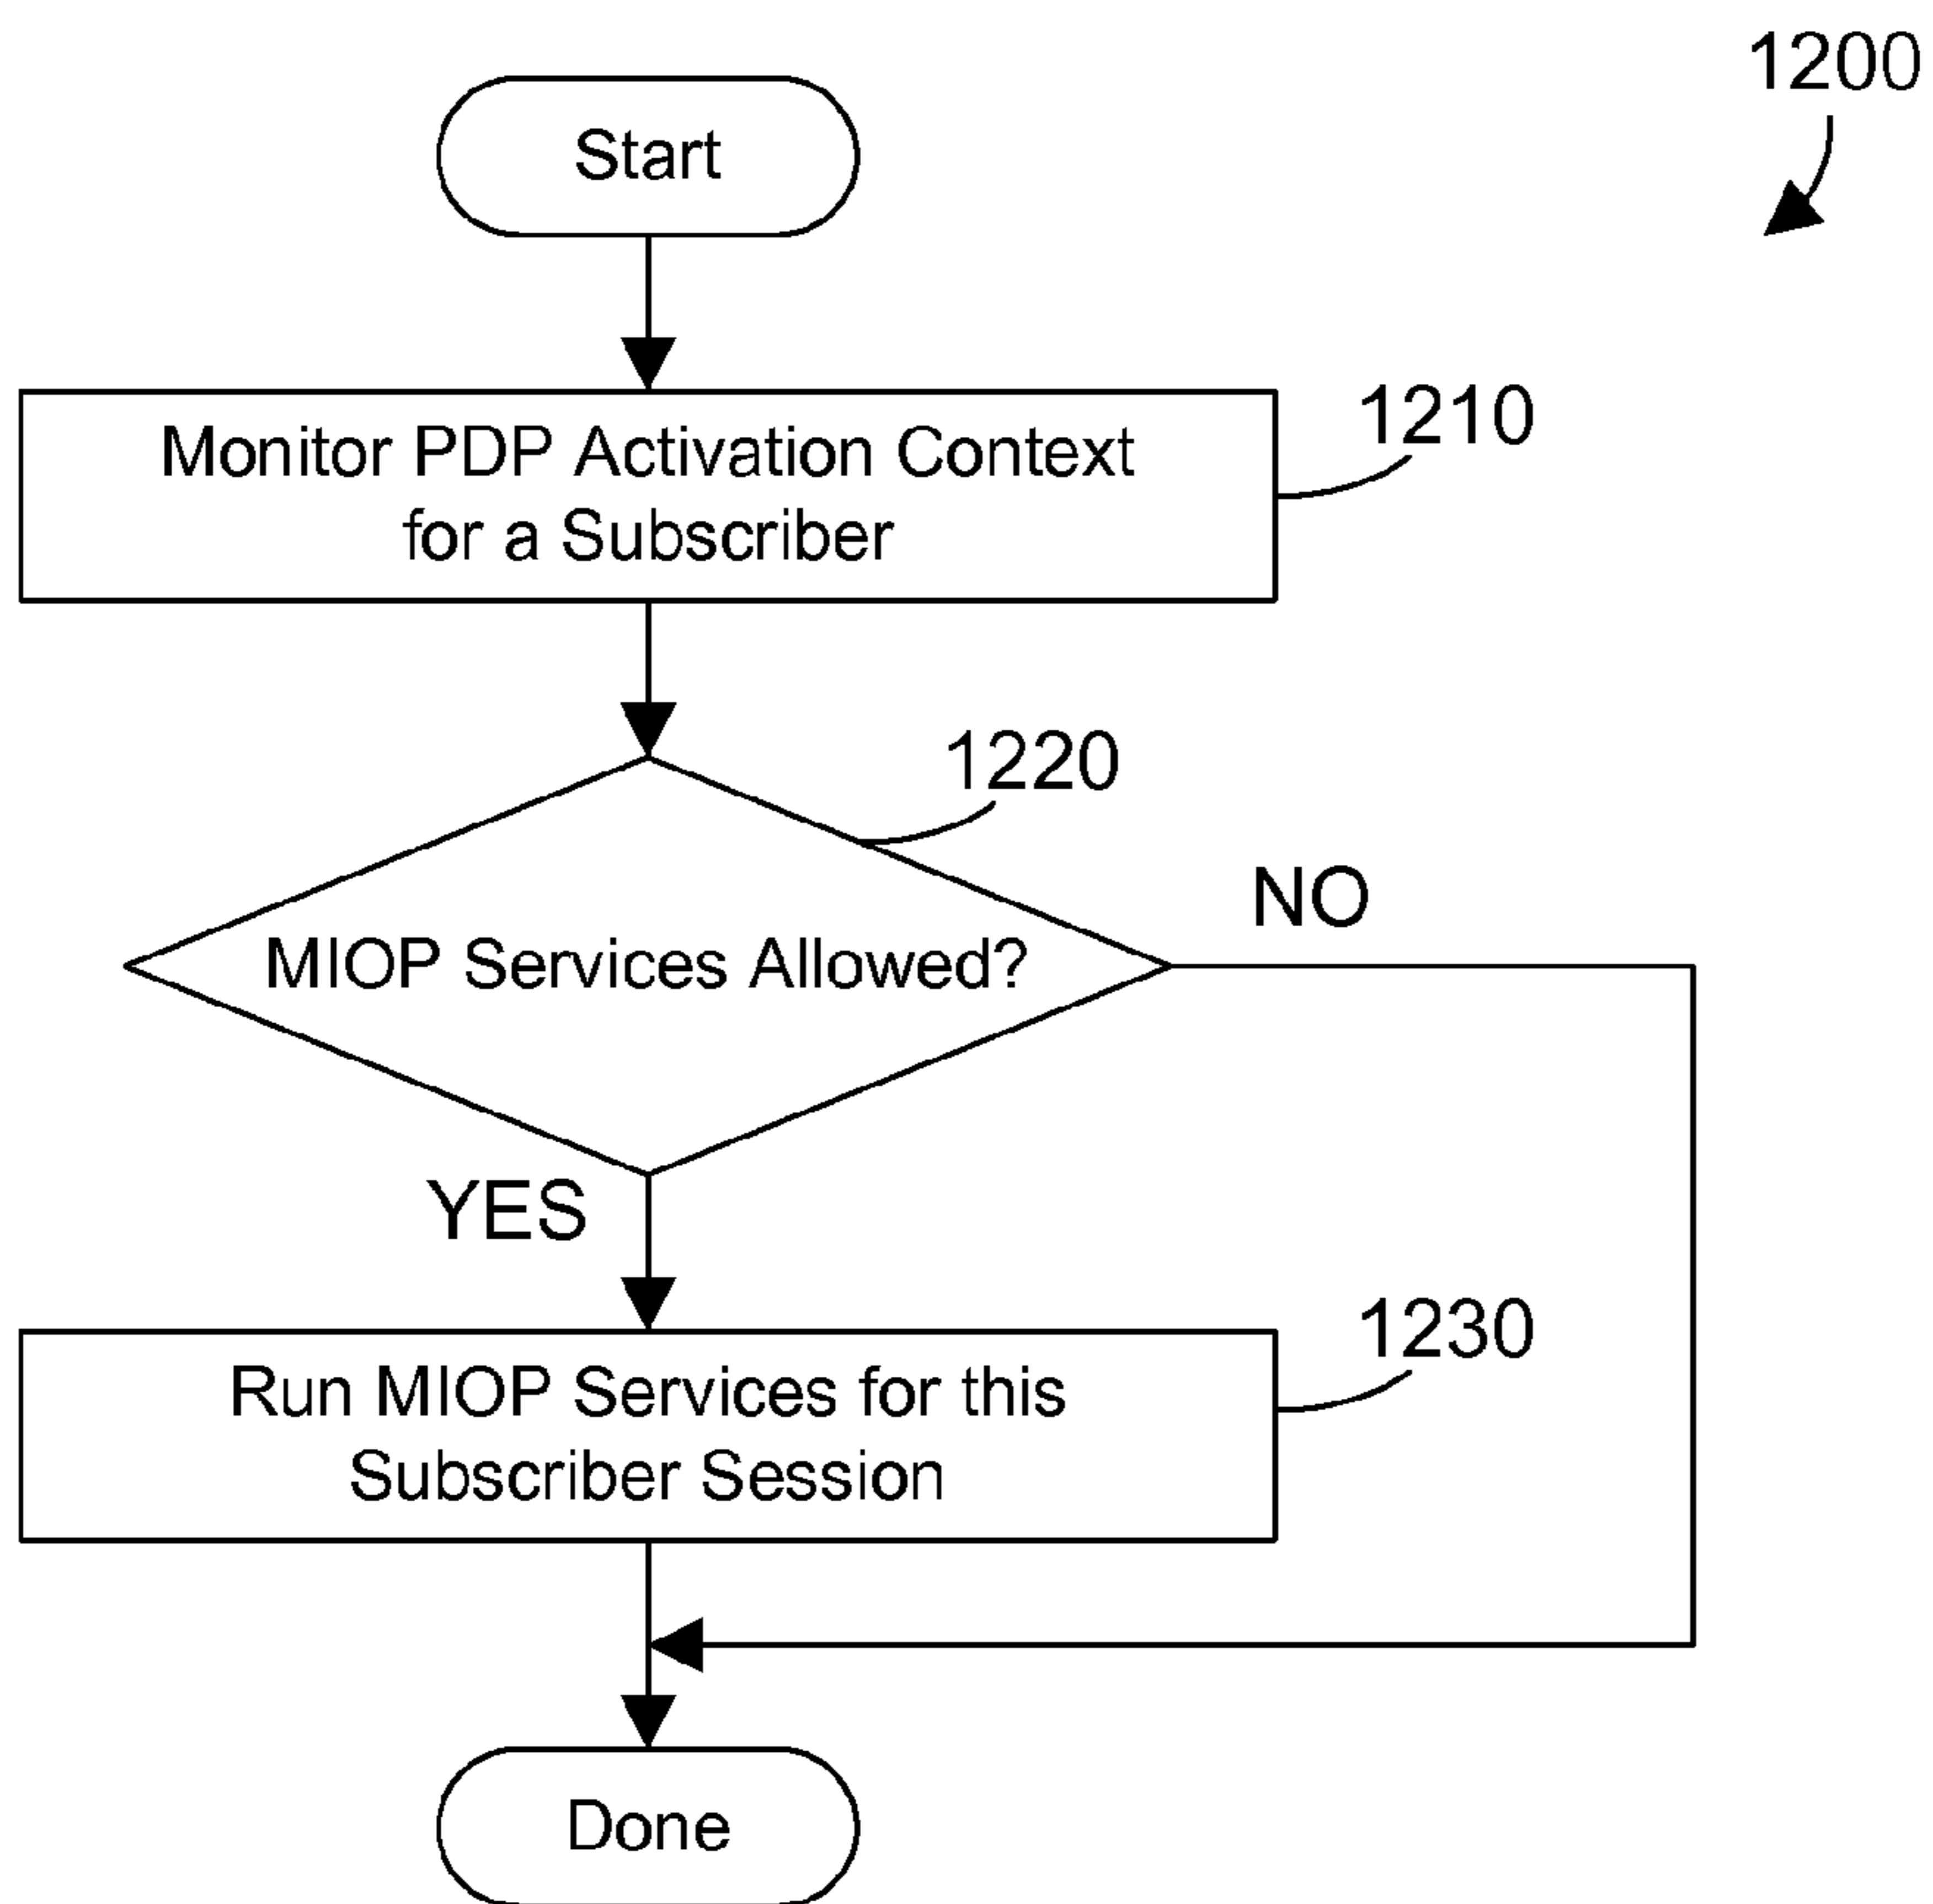 1200
Start
1210
Monitor PDP Activation Context
for a Subscriber
1220
NO
MIOP Services Allowed?
YES
1230
Run MIOP Services for this
Subscriber Session
Done